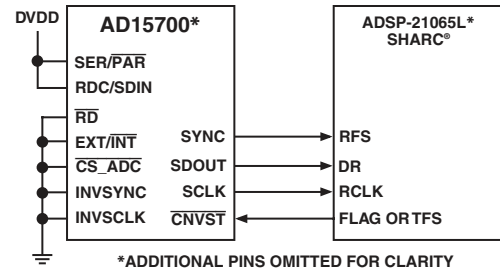 DVDD
AD15700*
SER/PAR
RDC/SDIN
RD
EXT/INT
CS_ADC
INVSYNC
INVSCLK
SYNC
SDOUT
SCLK
CNVST
ADSP-21065L*
SHARC®
RFS
DR
RCLK
FLAG OR TFS
*ADDITIONAL PINS OMITTED FOR CLARITY